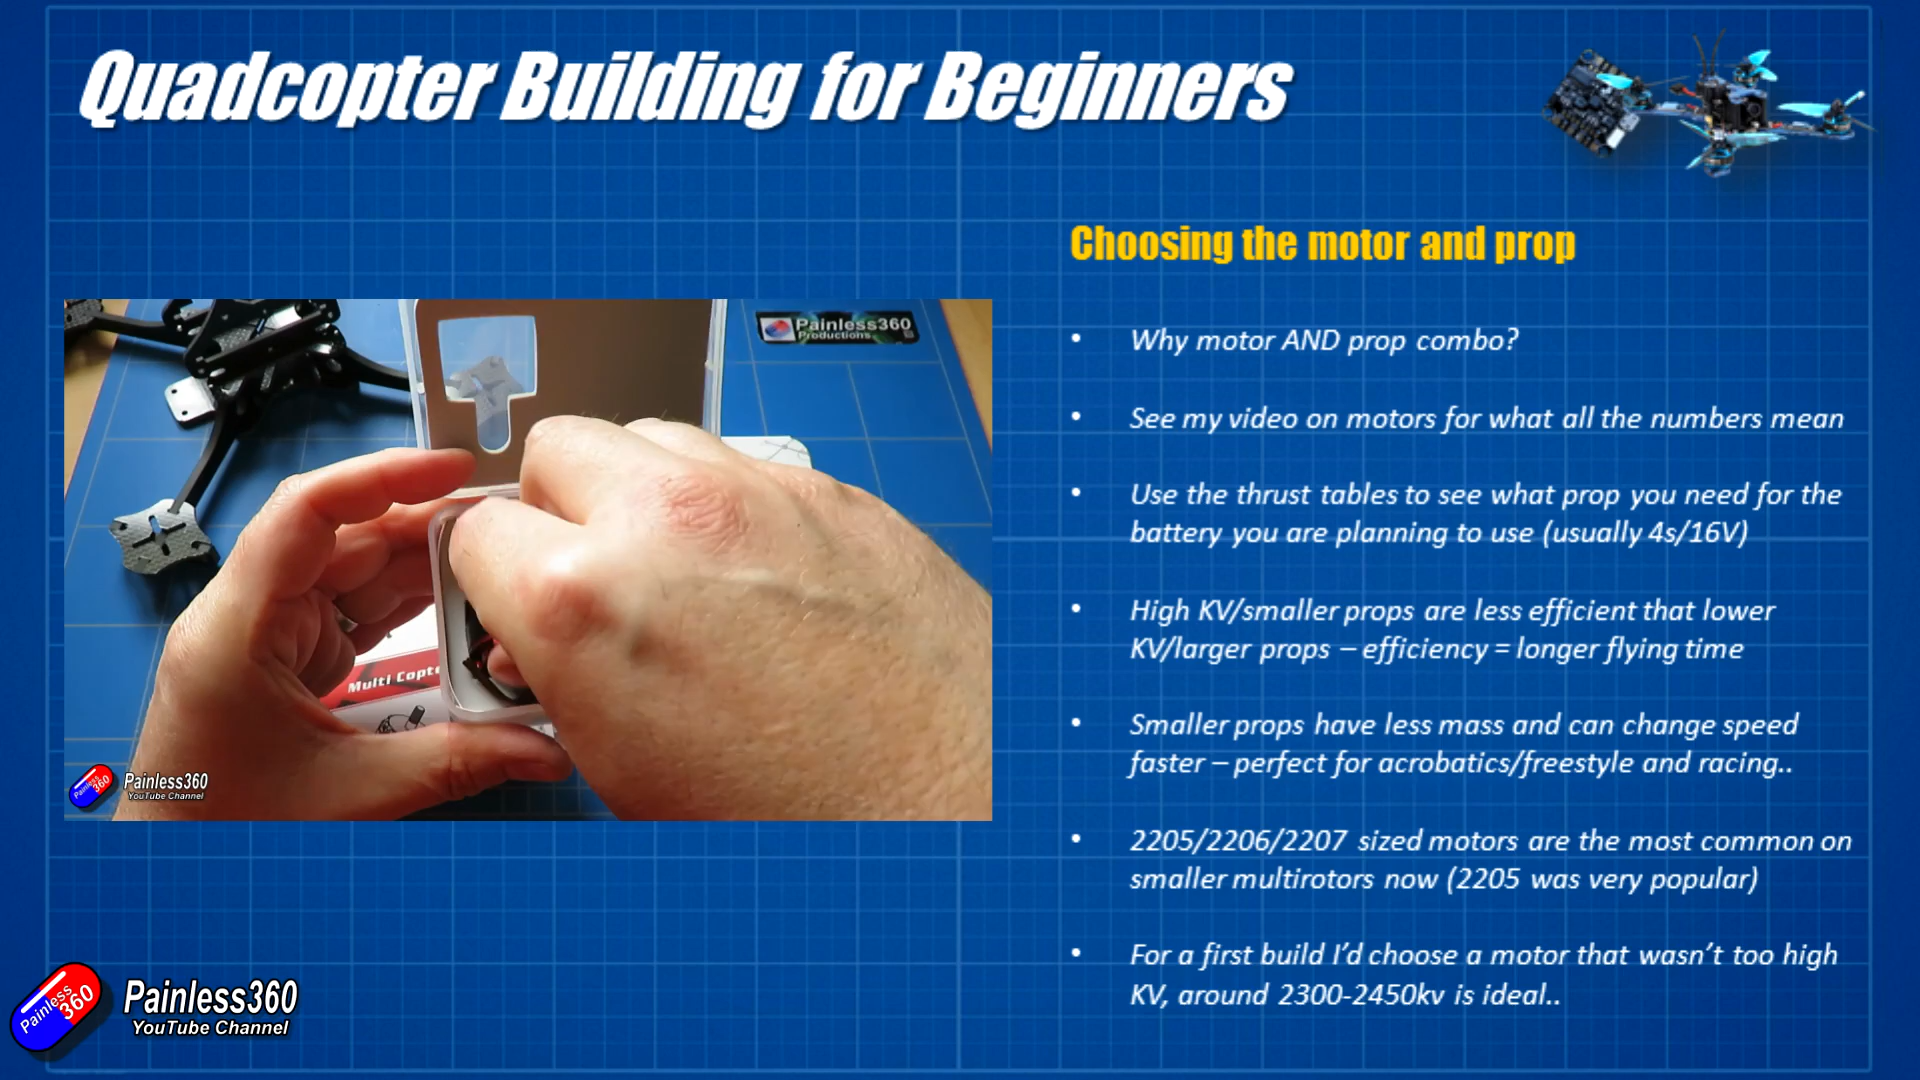 Quadcopter Building for Beginners
Choosing the motor and prop
• Why motor AND prop combo?
• See my video on motors for what all the numbers mean
• Use the thrust tables to see what prop you need for the
battery you are planning to use (usually 4s/16V)
• High KV/smaller props are less efficient that lower
KV/larger props – efficiency = longer flying time
• Smaller props have less mass and can change speed
faster – perfect for acrobatics/freestyle and racing..
• 2205/2206/2207 sized motors are the most common on
smaller multirotors now (2205 was very popular)
• For a first build I'd choose a motor that wasn't too high
KV, around 2300-2450kv is ideal..
Painless360
Productions
Multi Copt
Painless
360
Painless360
YouTube Channel
Painless
360
Painless360
YouTube Channel